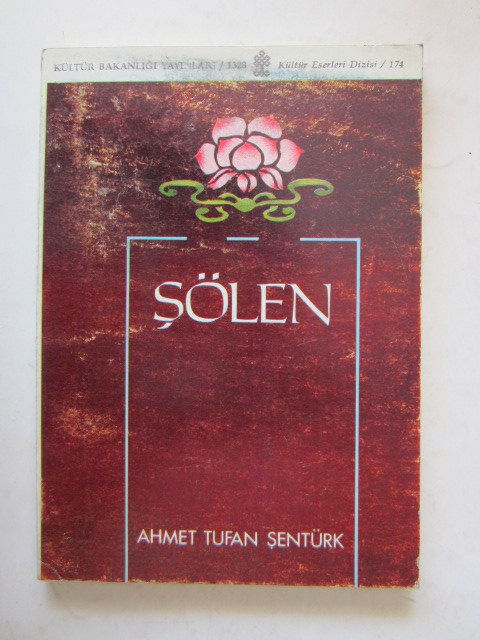 KÜLTÜR BAKANLIĞI YAYINLARI / 1328 Kültür Eserleri Dizisi / 174
ŞÖLEN
AHMET TUFAN ŞENTÜRK